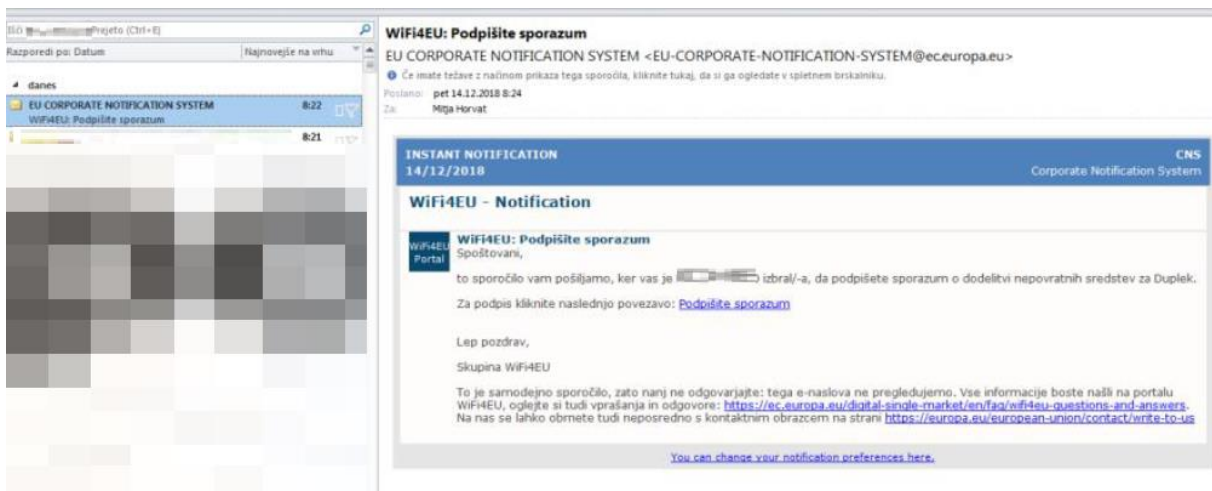 Prejeto (Ctrl+E)
Razporedi po: Datum
Najnovejše na vrhu
danes
EU CORPORATE NOTIFICATION SYSTEM 8:22
WiFi4EU: Podpišite sporazum
8:21
WiFi4EU: Podpišite sporazum
EU CORPORATE NOTIFICATION SYSTEM <EU-CORPORATE-NOTIFICATION-SYSTEM@ec.europa.eu>
Če imate težave z načinom prikaza tega sporočila, kliknite tukaj, da si ga ogledate v spletnem brskalniku.
Poslano: pet 14.12.2018 8:24
Za: Mitja Horvat
INSTANT NOTIFICATION
14/12/2018
CNS
Corporate Notification System
WiFi4EU - Notification
WiFi4EU
Portal
WiFi4EU: Podpišite sporazum
Spoštovani,
to sporočilo vam pošiljamo, ker vas je izbral/-a, da podpišete sporazum o dodelitvi nepovratnih sredstev za Duplek.
Za podpis kliknite naslednjo povezavo: Podpišite sporazum
Lep pozdrav,
Skupina WiFi4EU
To je samodejno sporočilo, zato nanj ne odgovarjajte: tega e-naslova ne pregledujemo. Vse informacije boste našli na portalu
WiFi4EU, oglejte si tudi vprašanja in odgovore: https://ec.europa.eu/digital-single-market/en/faq/wifi4eu-questions-and-answers.
Na nas se lahko obrnete tudi neposredno s kontaktnim obrazcem na strani https://europa.eu/european-union/contact/write-to-us
You can change your notification preferences here.